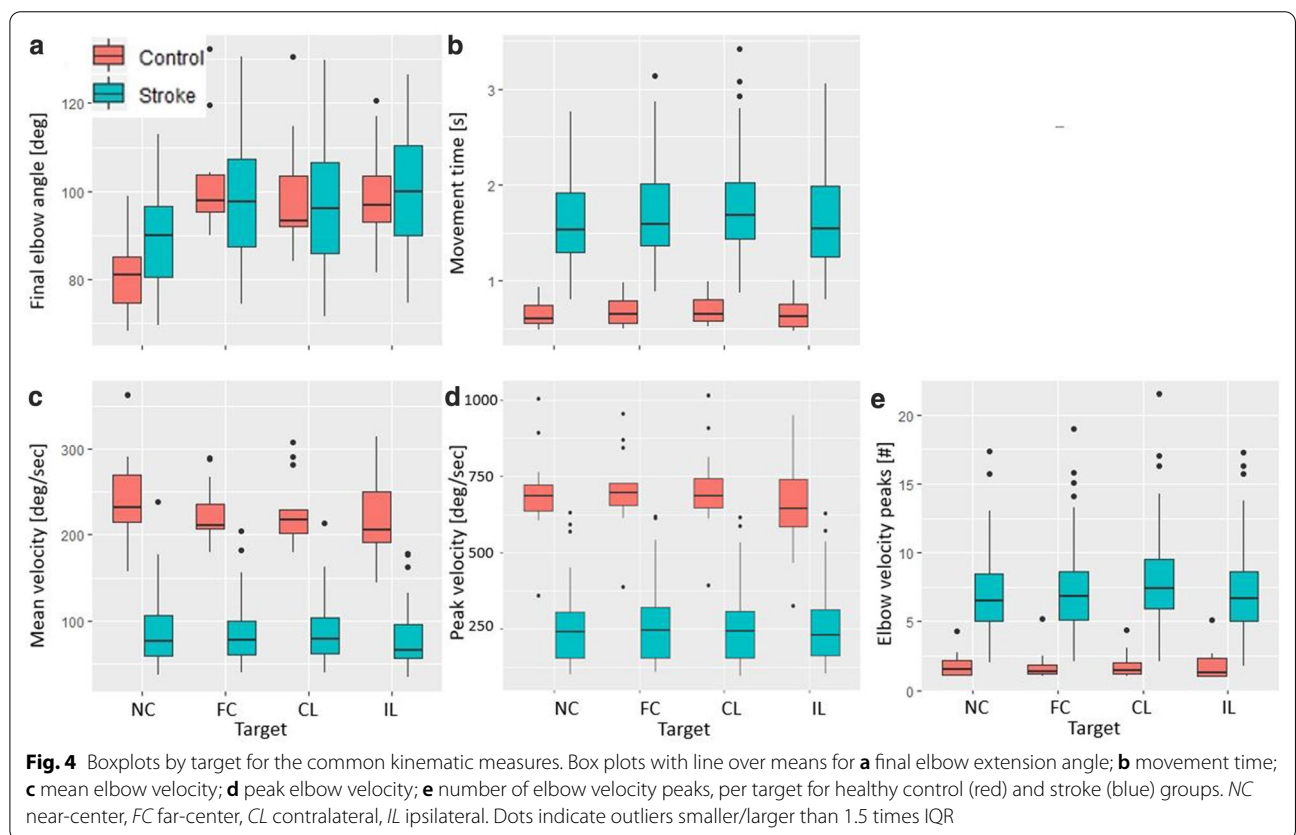 a
Control
Stroke
Final elbow angle [deg]
120
100
80
b
Movement time [s]
3
2
1
c
Mean velocity [deg/sec]
300
200
100
NC FC CL IL
Target
d
Peak velocity [deg/sec]
1000
750
500
250
NC FC CL IL
Target
e
Elbow velocity peaks [#]
20
15
10
5
0
NC FC CL IL
Target
Fig. 4 Boxplots by target for the common kinematic measures. Box plots with line over means for a final elbow extension angle; b movement time;
c mean elbow velocity; d peak elbow velocity; e number of elbow velocity peaks, per target for healthy control (red) and stroke (blue) groups. NC
near-center, FC far-center, CL contralateral, IL ipsilateral. Dots indicate outliers smaller/larger than 1.5 times IQR